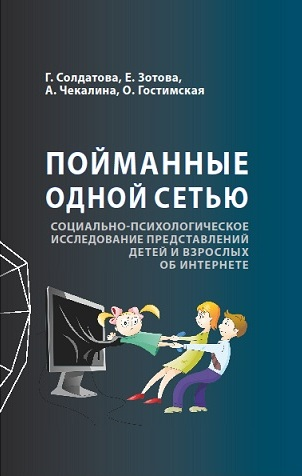 Г. Солдатова, Е. Зотова,
А. Чекалина, О. Гостимская
ПОЙМАННЫЕ
ОДНОЙ СЕТЬЮ
СОЦИАЛЬНО-ПСИХОЛОГИЧЕСКОЕ
ИССЛЕДОВАНИЕ ПРЕДСТАВЛЕНИЙ
ДЕТЕЙ И ВЗРОСЛЫХ
ОБ ИНТЕРНЕТЕ